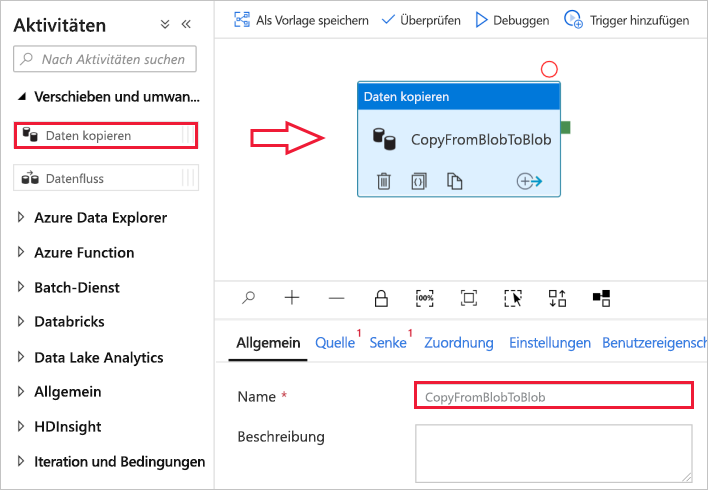 Aktivitäten
Nach Aktivitäten suchen
Verschieben und umwan...
Daten kopieren
Datenfluss
Azure Data Explorer
Azure Function
Batch-Dienst
Databricks
Data Lake Analytics
Allgemein
HDInsight
Iteration und Bedingungen
Als Vorlage speichern Überprüfen Debuggen Trigger hinzufügen
Daten kopieren
CopyFromBlobToBlob
100%
Allgemein Quelle 1 Senke 1 Zuordnung Einstellungen Benutzereigensch
Name *
CopyFromBlobToBlob
Beschreibung